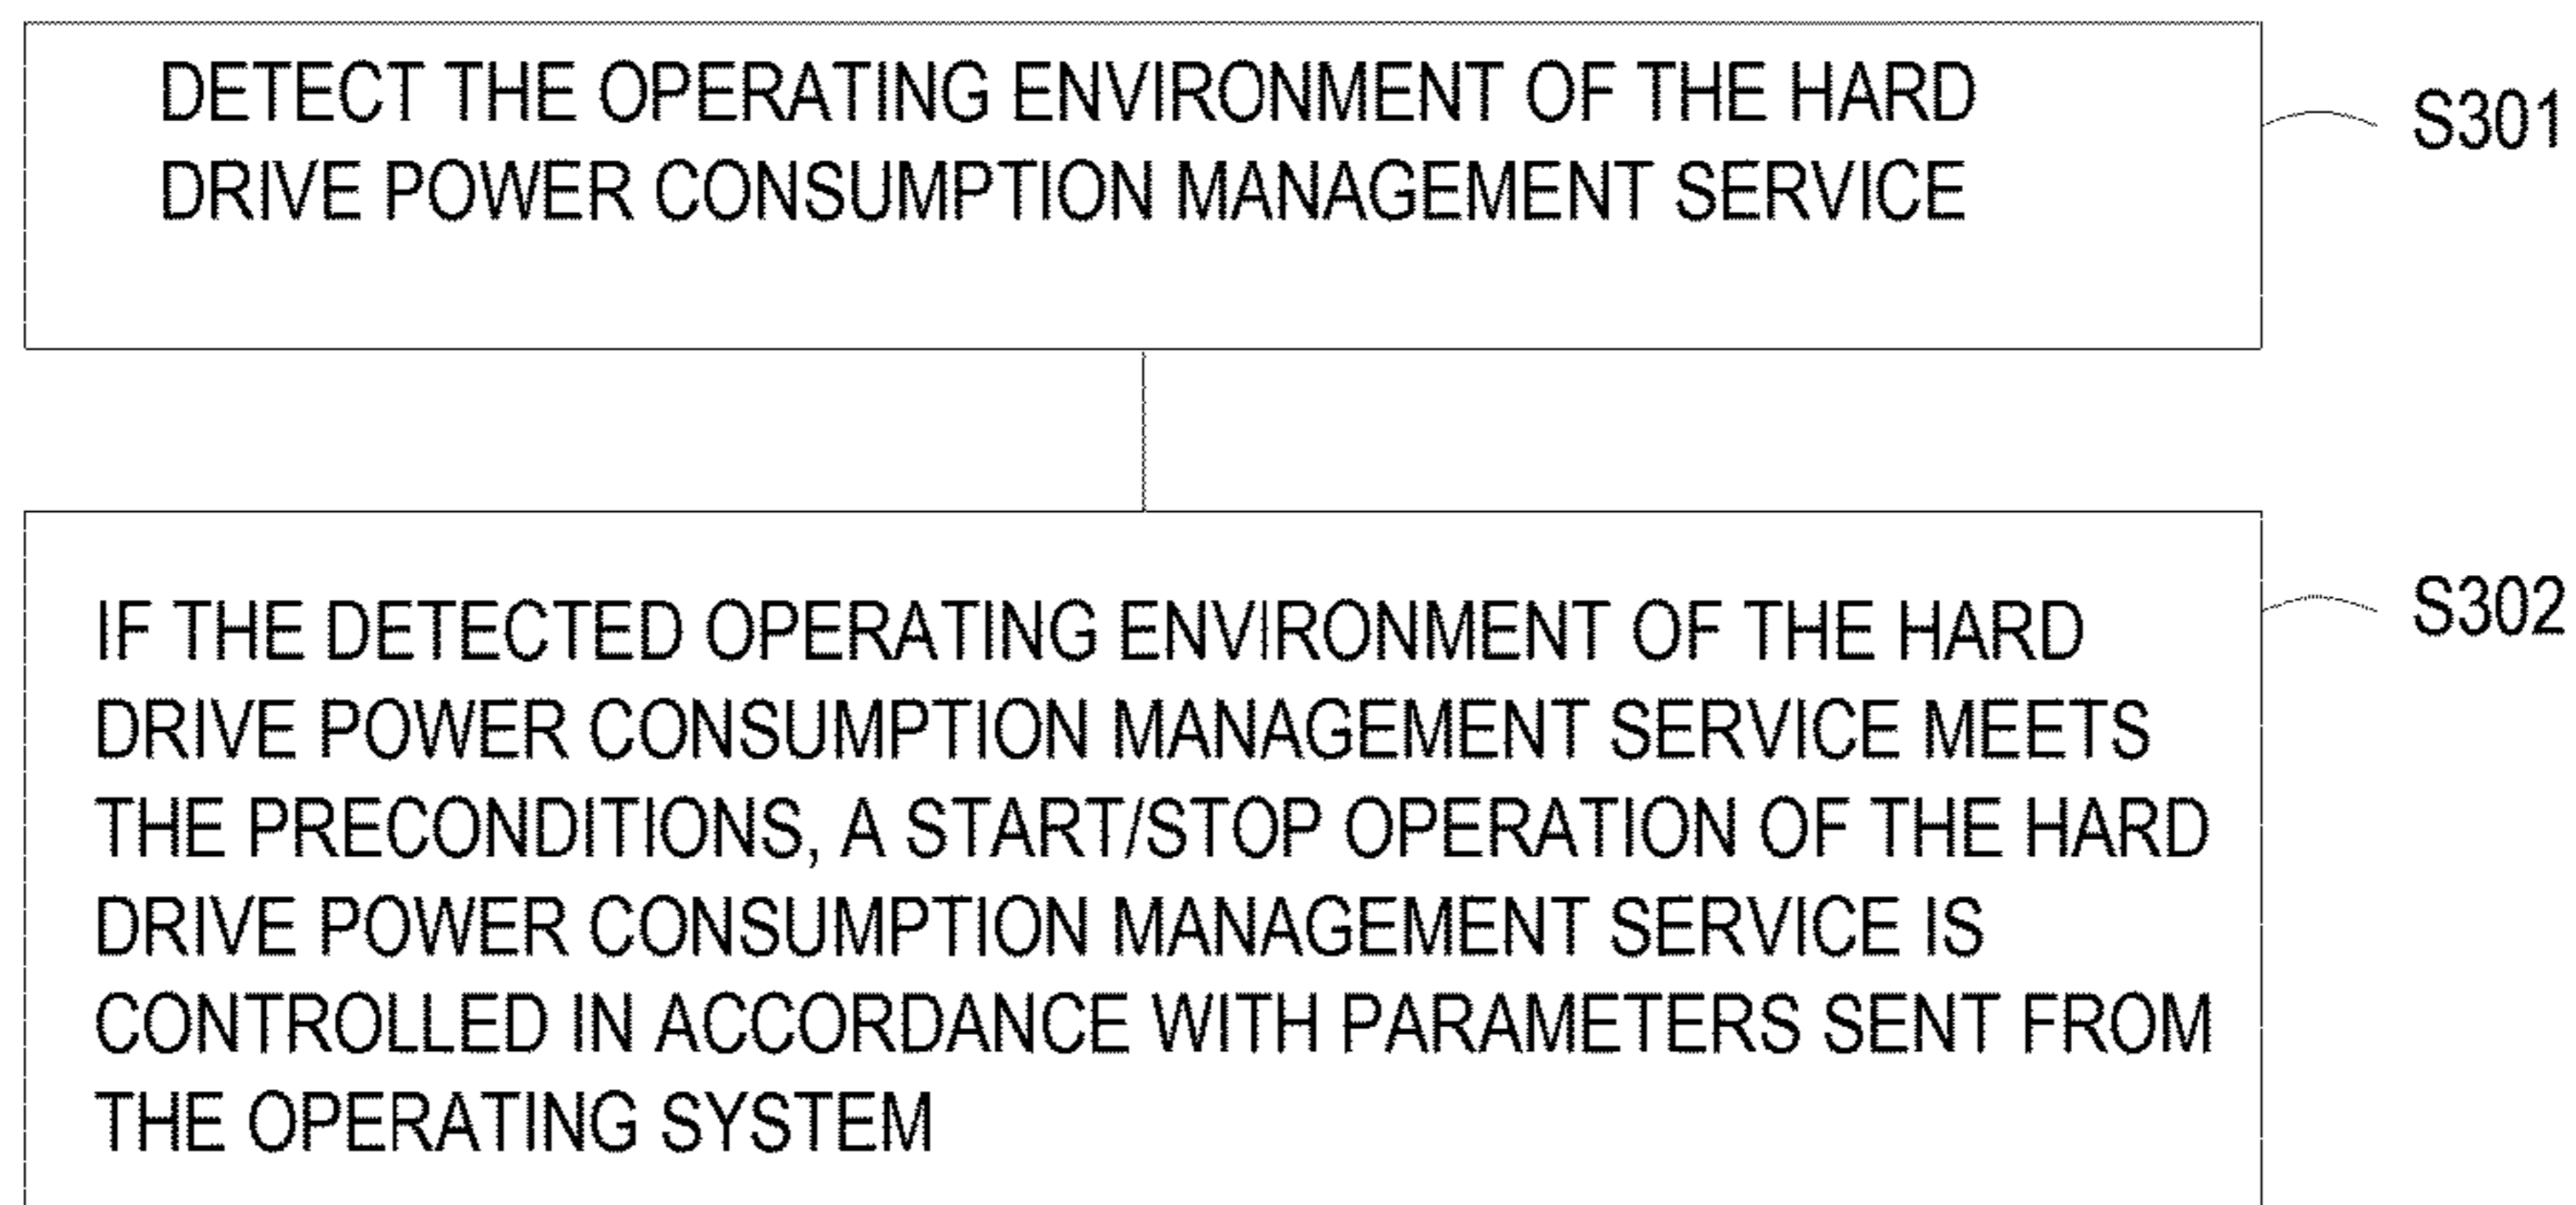 DETECT THE OPERATING ENVIRONMENT OF THE HARD
DRIVE POWER CONSUMPTION MANAGEMENT SERVICE
S301
IF THE DETECTED OPERATING ENVIRONMENT OF THE HARD
DRIVE POWER CONSUMPTION MANAGEMENT SERVICE MEETS
THE PRECONDITIONS, A START/STOP OPERATION OF THE HARD
DRIVE POWER CONSUMPTION MANAGEMENT SERVICE IS
CONTROLLED IN ACCORDANCE WITH PARAMETERS SENT FROM
THE OPERATING SYSTEM
S302